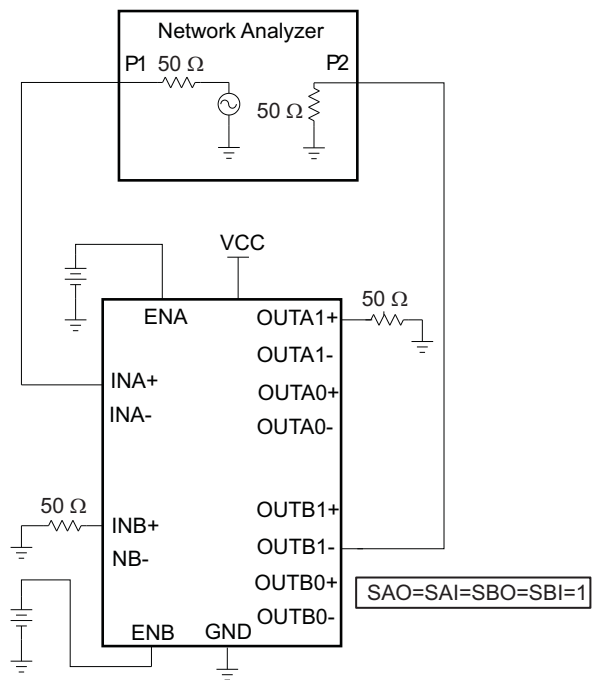 Network Analyzer
P1 50 Ω P2
50 Ω
VCC
50 Ω
ENA
OUTA1+
OUTA1-
INA+
OUTA0+
INA-
OUTA0-
50 Ω
INB+
OUTB1+
NB-
OUTB1-
OUTB0+
SAO=SAI=SBO=SBI=1
OUTB0-
ENB GND